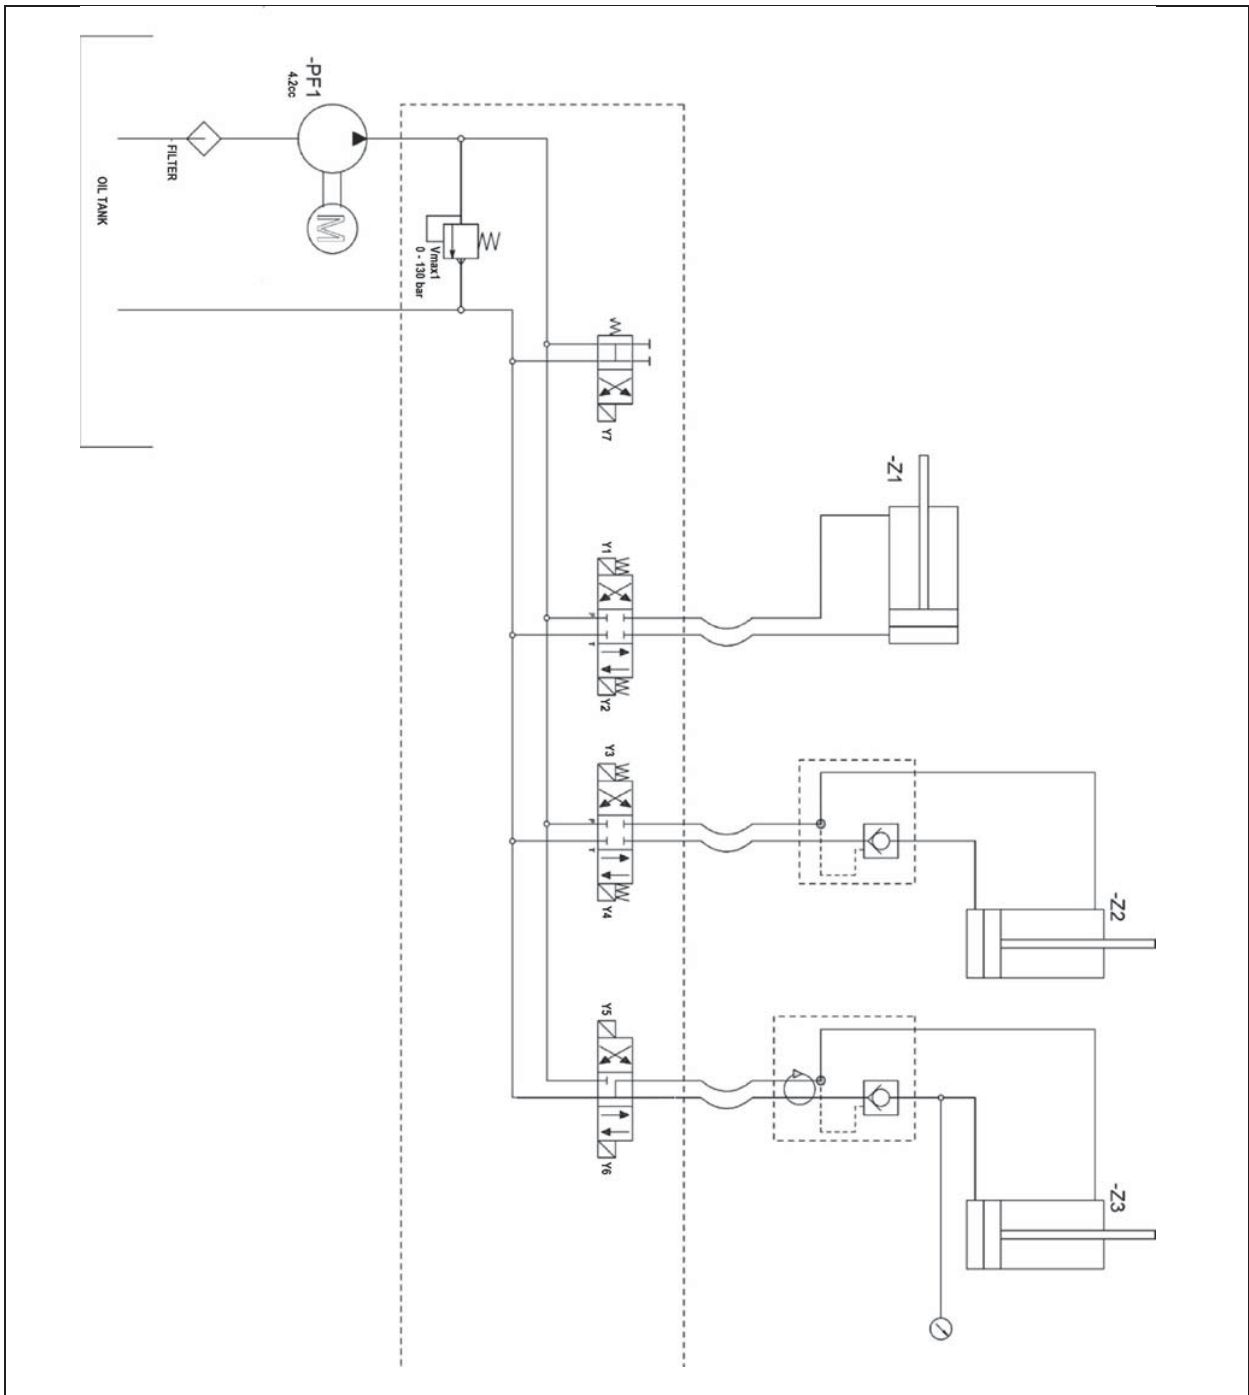 -PF1
4.2cc
FILTER
OIL TANK
M
Vmax1
0 - 130 bar
Y7
-Z1
Y1
P
T
Y2
Y3
P
T
Y4
-Z2
Y5
Y6
-Z3